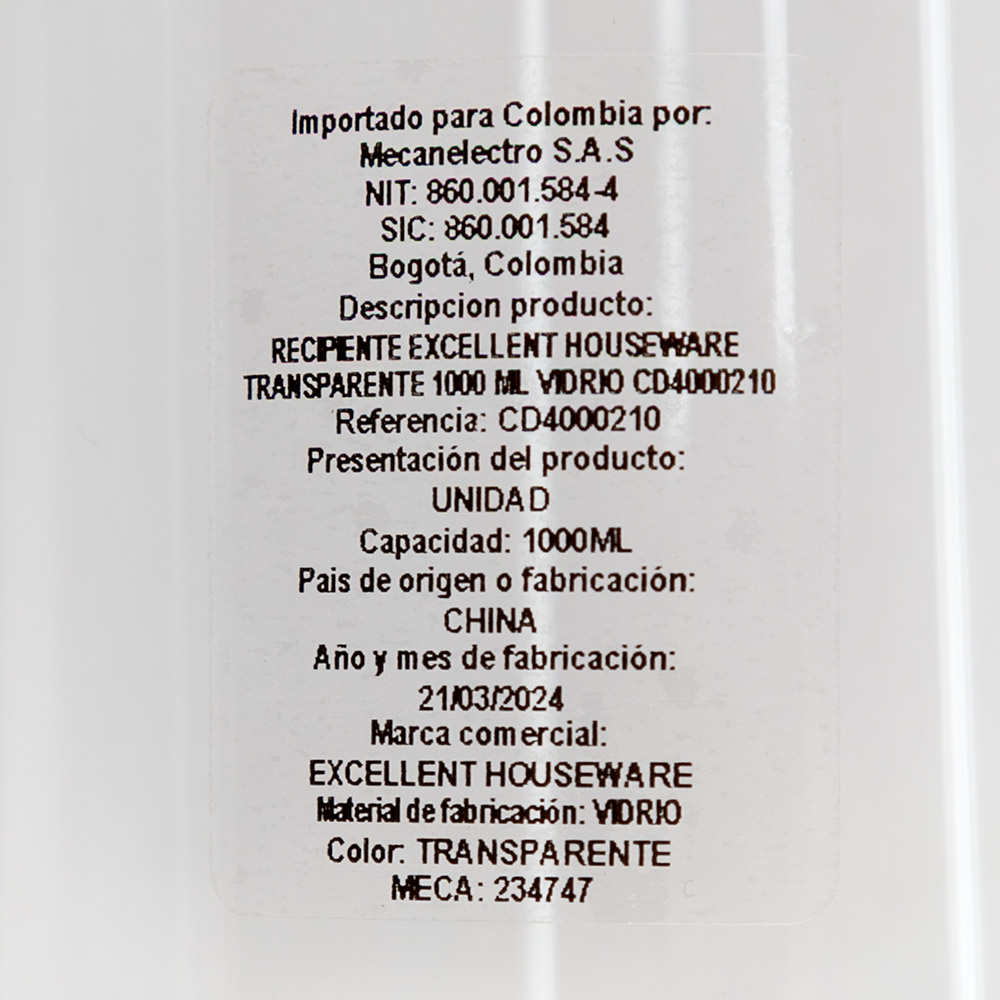 Importado para Colombia por:
Mecanelectro S.A.S
NIT: 860.001.584-4
SIC: 860.001.584
Bogotá, Colombia
Descripcion producto:
RECIPIENTE EXCELLENT HOUSEWARE
TRANSPARENTE 1000 ML VIDRIO CD4000210
Referencia: CD4000210
Presentación del producto:
UNIDAD
Capacidad: 1000ML
Pais de origen o fabricación:
CHINA
Año y mes de fabricación:
21/03/2024
Marca comercial:
EXCELLENT HOUSEWARE
Material de fabricación: VIDRIO
Color: TRANSPARENTE
MECA: 234747